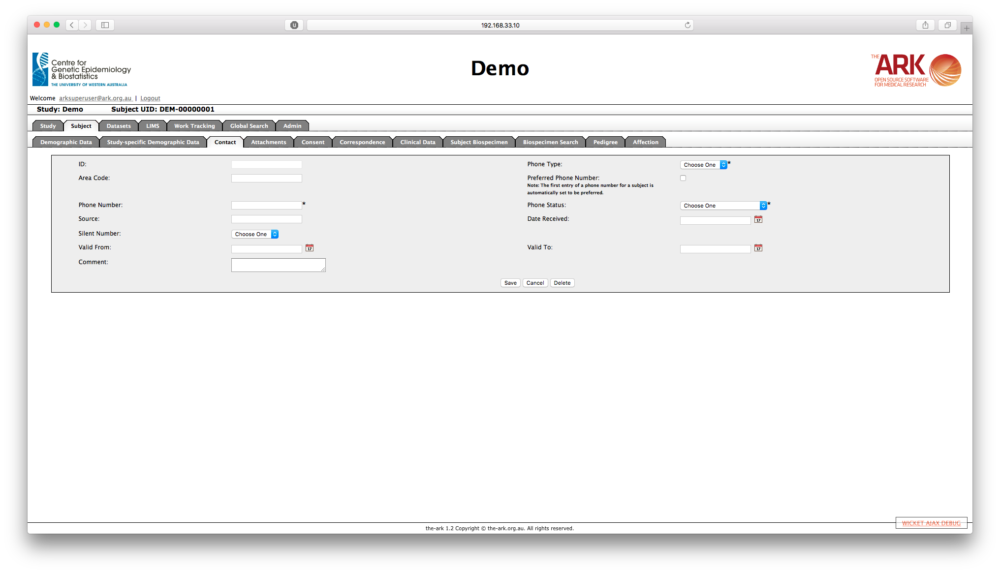 192.168.33.10
Centre for
Genetic Epidemiology
& Biostatistics
THE UNIVERSITY OF WESTERN AUSTRALIA
Demo
THE ARK
OPEN SOURCE SOFTWARE
FOR MEDICAL RESEARCH
Welcome arksuperuser@ark.org.au | Logout
Study: Demo Subject UID: DEM-00000001
Study Subject Datasets LIMS Work Tracking Global Search Admin
Demographic Data Study-specific Demographic Data Contact Attachments Consent Correspondence Clinical Data Subject Biospecimen Biospecimen Search Pedigree Affection
ID: Phone Type: Choose One *
Area Code: Preferred Phone Number:
Note: The first entry of a phone number for a subject is
automatically set to be preferred.
Phone Number: * Phone Status: Choose One *
Source: Date Received: 17
Silent Number: Choose One
Valid From: 17 Valid To: 17
Comment:
Save Cancel Delete
WICKET AJAX DEBUG
the-ark 1.2 Copyright © the-ark.org.au. All rights reserved.